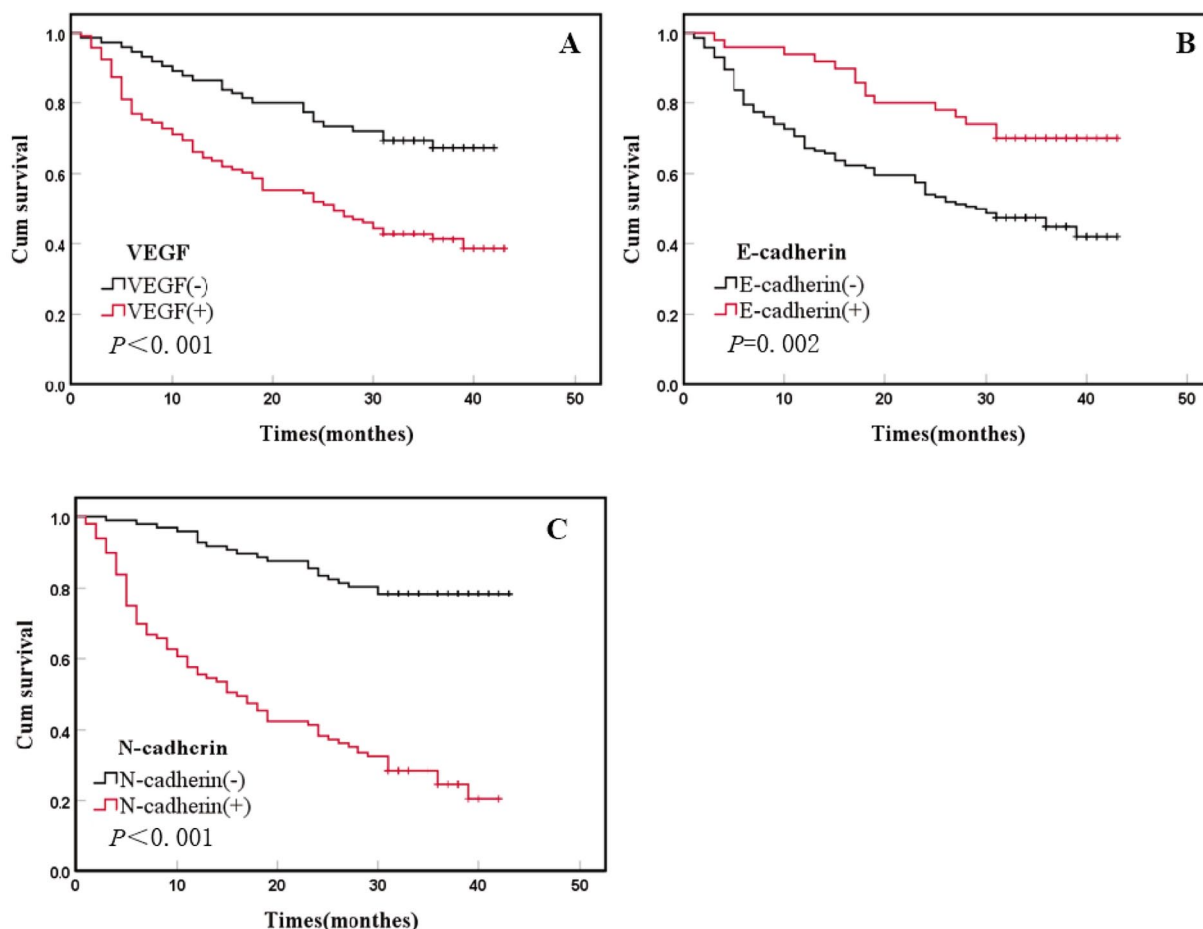 A
1.0
0.8
0.6
0.4
0.2
0.0
Cum survival
VEGF
VEGF(-)
VEGF(+)
P<0.001
0 10 20 30 40 50
Times(monthes)
B
1.0
0.8
0.6
0.4
0.2
0.0
Cum survival
E-cadherin
E-cadherin(-)
E-cadherin(+)
P=0.002
0 10 20 30 40 50
Times(monthes)
C
1.0
0.8
0.6
0.4
0.2
0.0
Cum survival
N-cadherin
N-cadherin(-)
N-cadherin(+)
P<0.001
0 10 20 30 40 50
Times(monthes)